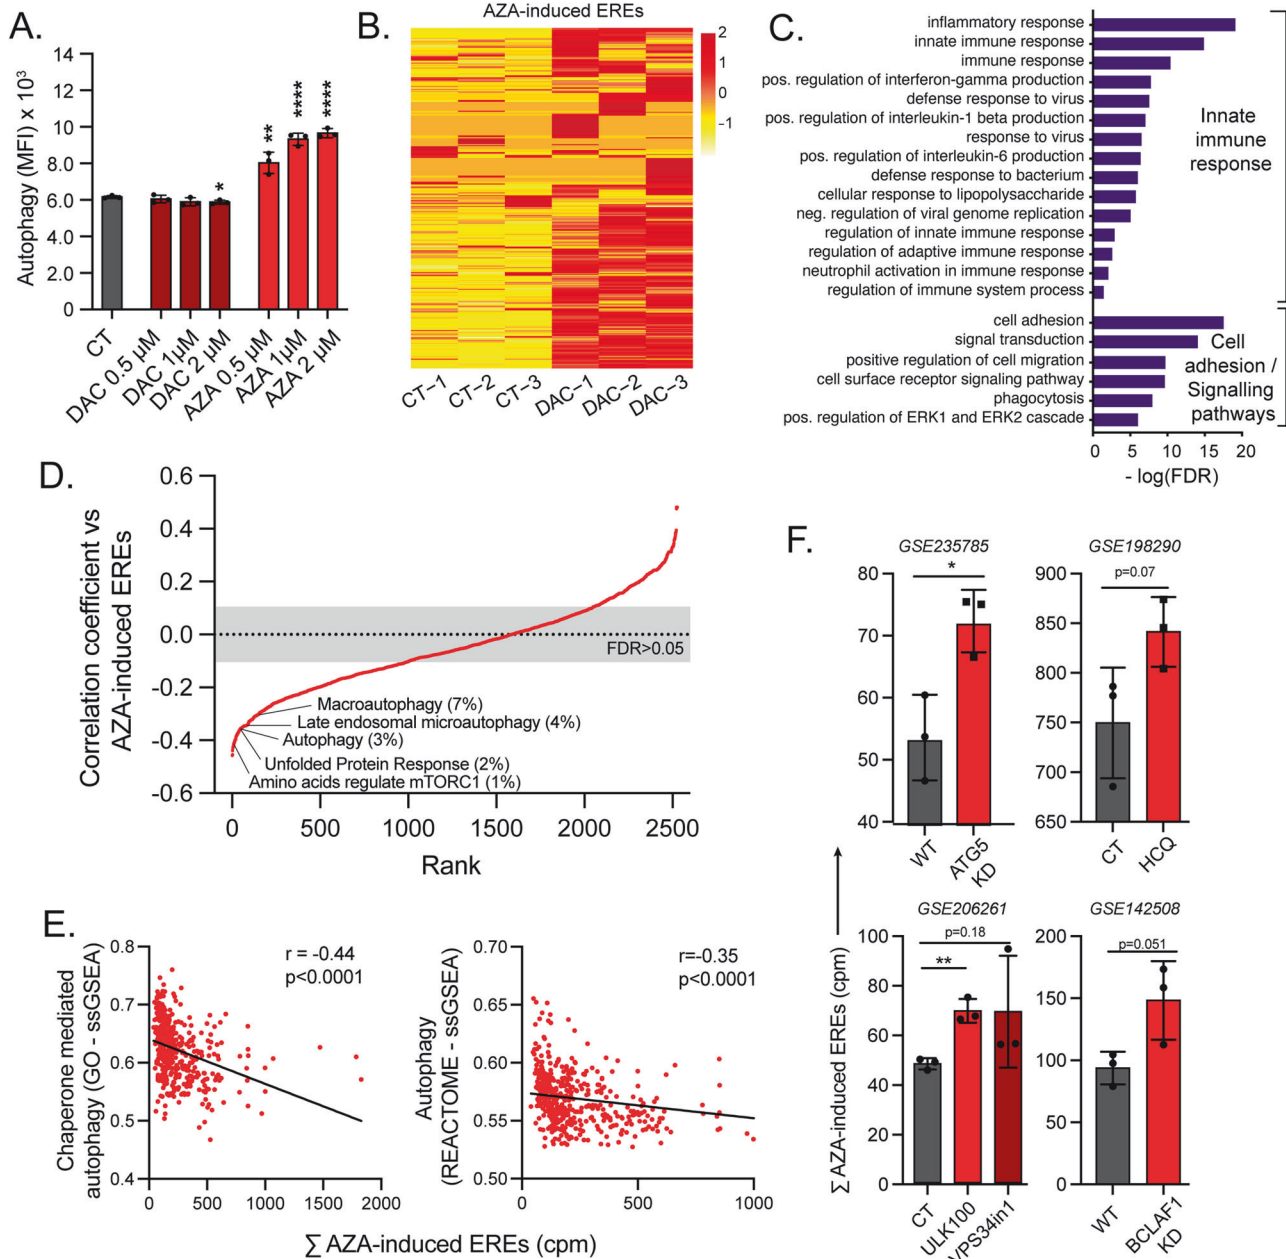 A.
Autophagy (MFI) x 10³
14
12
10
8.0
6.0
4.0
2.0
0
*
**
****
****
CT
DAC 0.5 µM
DAC 1µM
DAC 2 µM
AZA 0.5 µM
AZA 1µM
AZA 2 µM
B.
AZA-induced EREs
2
1
0
−1
CT−1
CT−2
CT−3
DAC−1
DAC−2
DAC−3
C.
inflammatory response
innate immune response
immune response
pos. regulation of interferon-gamma production
defense response to virus
pos. regulation of interleukin-1 beta production
response to virus
pos. regulation of interleukin-6 production
defense response to bacterium
cellular response to lipopolysaccharide
neg. regulation of viral genome replication
regulation of innate immune response
regulation of adaptive immune response
neutrophil activation in immune response
regulation of immune system process
Innate
immune
response
cell adhesion
signal transduction
positive regulation of cell migration
cell surface receptor signaling pathway
phagocytosis
pos. regulation of ERK1 and ERK2 cascade
Cell
adhesion /
Signalling
pathways
0 5 10 15 20
- log(FDR)
D.
Correlation coefficient vs
AZA-induced EREs
0.6
0.4
0.2
0.0
-0.2
-0.4
-0.6
FDR>0.05
Macroautophagy (7%)
Late endosomal microautophagy (4%)
Autophagy (3%)
Unfolded Protein Response (2%)
Amino acids regulate mTORC1 (1%)
0 500 1000 1500 2000 2500
Rank
E.
Chaperone mediated
autophagy (GO - ssGSEA)
0.8
0.7
0.6
0.5
0.4
r = -0.44
p<0.0001
0 500 1000 1500 2000
Autophagy
(REACTOME - ssGSEA)
0.70
0.65
0.60
0.55
0.50
r=-0.35
p<0.0001
0 500 1000
∑ AZA-induced EREs (cpm)
F.
∑ AZA-induced EREs (cpm)
GSE235785
*
80
70
60
50
40
WT
ATG5
KD
GSE198290
p=0.07
900
850
800
750
700
650
CT
HCQ
GSE206261
p=0.18
**
100
80
60
40
20
0
CT
ULK100
VPS34in1
GSE142508
p=0.051
200
150
100
50
0
WT
BCLAF1
KD